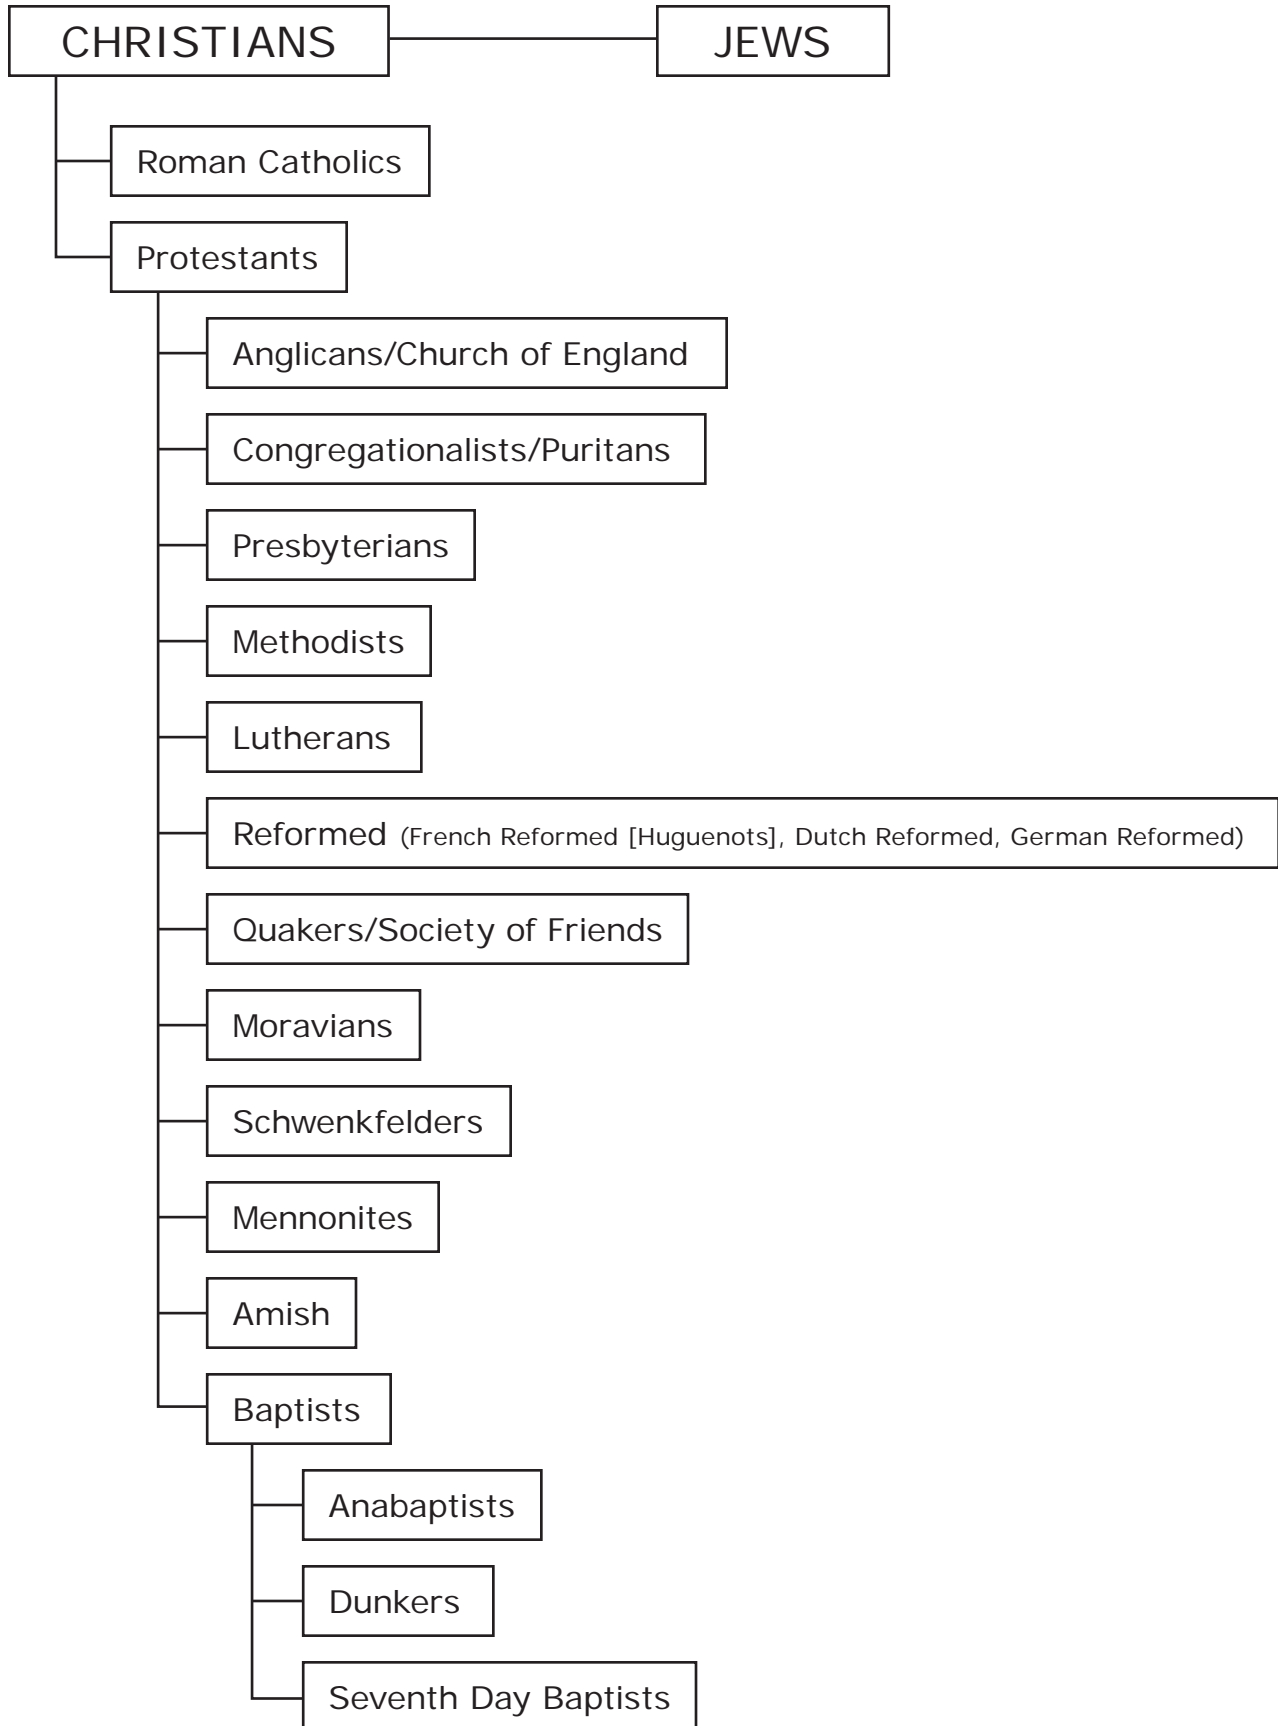 CHRISTIANS
JEWS
Roman Catholics
Protestants
Anglicans/Church of England
Congregationalists/Puritans
Presbyterians
Methodists
Lutherans
Reformed (French Reformed [Huguenots], Dutch Reformed, German Reformed)
Quakers/Society of Friends
Moravians
Schwenkfelders
Mennonites
Amish
Baptists
Anabaptists
Dunkers
Seventh Day Baptists